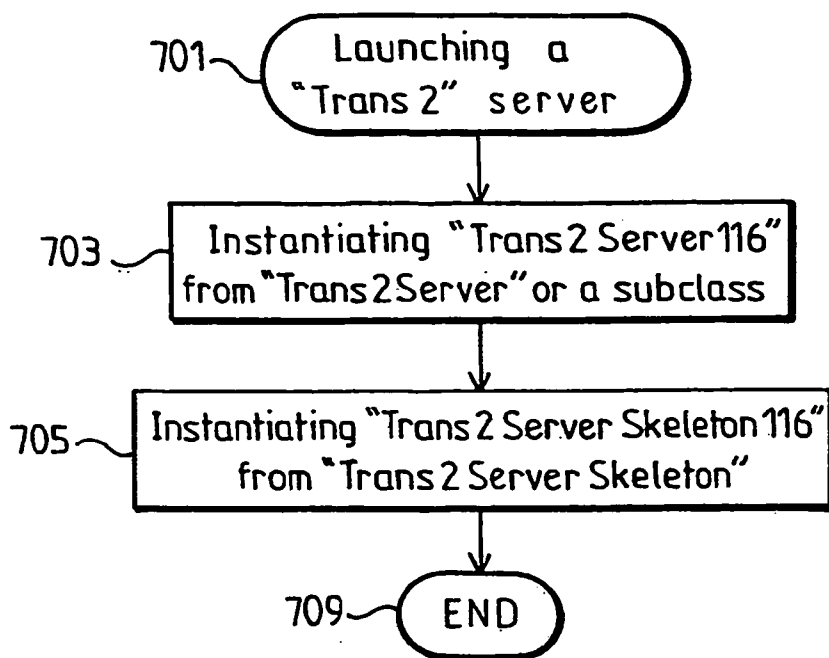 701
Launching a
"Trans 2" server
703
Instantiating "Trans 2 Server 116"
from "Trans 2 Server" or a subclass
705
Instantiating "Trans 2 Server Skeleton 116"
from "Trans 2 Server Skeleton"
709
END